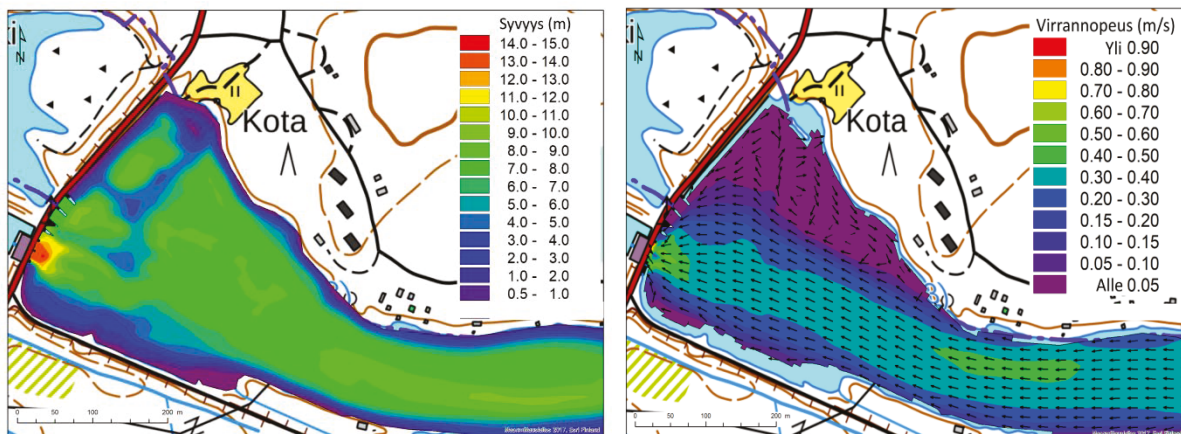 Syvyys (m)
14.0 - 15.0
13.0 - 14.0
12.0 - 13.0
11.0 - 12.0
10.0 - 11.0
9.0 - 10.0
8.0 - 9.0
7.0 - 8.0
6.0 - 7.0
5.0 - 6.0
4.0 - 5.0
3.0 - 4.0
2.0 - 3.0
1.0 - 2.0
0.5 - 1.0
ki
N
II
Kota
0 50 100 200 m
Virrannopeus (m/s)
Yli 0.90
0.80 - 0.90
0.70 - 0.80
0.60 - 0.70
0.50 - 0.60
0.40 - 0.50
0.30 - 0.40
0.20 - 0.30
0.15 - 0.20
0.10 - 0.15
0.05 - 0.10
Alle 0.05
ki
N
II
Kota
0 50 100 200 m